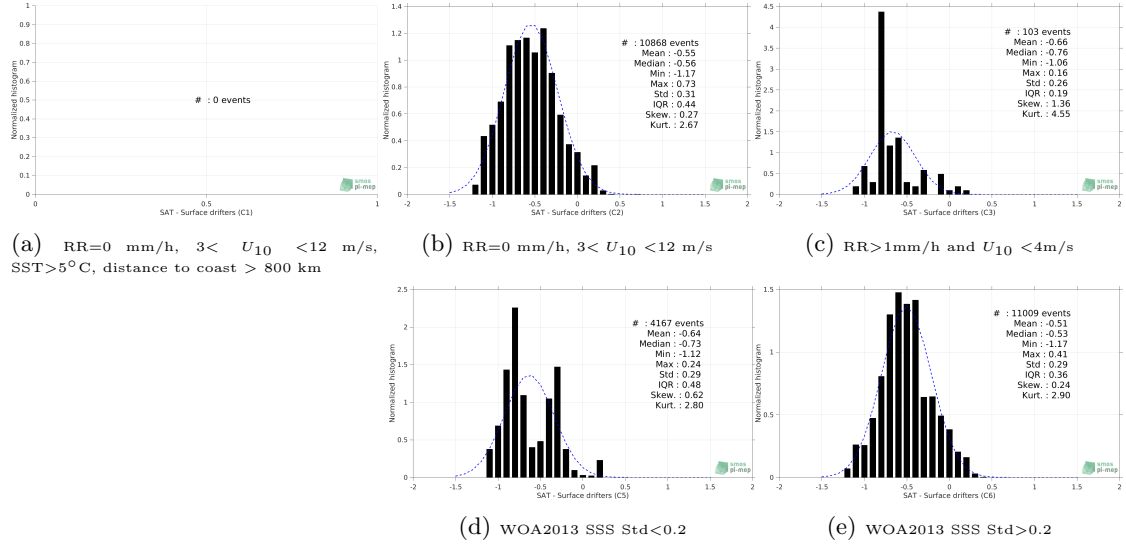 1
0.9
0.8
0.7
0.6
0.5
0.4
0.3
0.2
0.1
0
Normalized histogram
# : 0 events
smos
pi-mep
0 0.5 1
SAT - Surface drifters (C1)
(a) RR=0 mm/h, 3< U10 <12 m/s,
SST>5°C, distance to coast > 800 km
1.4
1.2
1
0.8
0.6
0.4
0.2
0
Normalized histogram
# : 10868 events
Mean : -0.55
Median : -0.56
Min : -1.17
Max : 0.73
Std : 0.31
IQR : 0.44
Skew. : 0.27
Kurt. : 2.67
smos
pi-mep
-2 -1.5 -1 -0.5 0 0.5 1 1.5 2
SAT - Surface drifters (C2)
(b) RR=0 mm/h, 3< U10 <12 m/s
4.5
4
3.5
3
2.5
2
1.5
1
0.5
0
Normalized histogram
# : 103 events
Mean : -0.66
Median : -0.76
Min : -1.06
Max : 0.16
Std : 0.26
IQR : 0.19
Skew. : 1.36
Kurt. : 4.55
smos
pi-mep
-2 -1.5 -1 -0.5 0 0.5 1 1.5 2
SAT - Surface drifters (C3)
(c) RR>1mm/h and U10 <4m/s
2.5
2
1.5
1
0.5
0
Normalized histogram
# : 4167 events
Mean : -0.64
Median : -0.73
Min : -1.12
Max : 0.24
Std : 0.29
IQR : 0.48
Skew. : 0.62
Kurt. : 2.80
smos
pi-mep
-2 -1.5 -1 -0.5 0 0.5 1 1.5 2
SAT - Surface drifters (C5)
(d) WOA2013 SSS Std<0.2
1.5
1
0.5
0
Normalized histogram
# : 11009 events
Mean : -0.51
Median : -0.53
Min : -1.17
Max : 0.41
Std : 0.29
IQR : 0.36
Skew. : 0.24
Kurt. : 2.90
smos
pi-mep
-2 -1.5 -1 -0.5 0 0.5 1 1.5 2
SAT - Surface drifters (C6)
(e) WOA2013 SSS Std>0.2